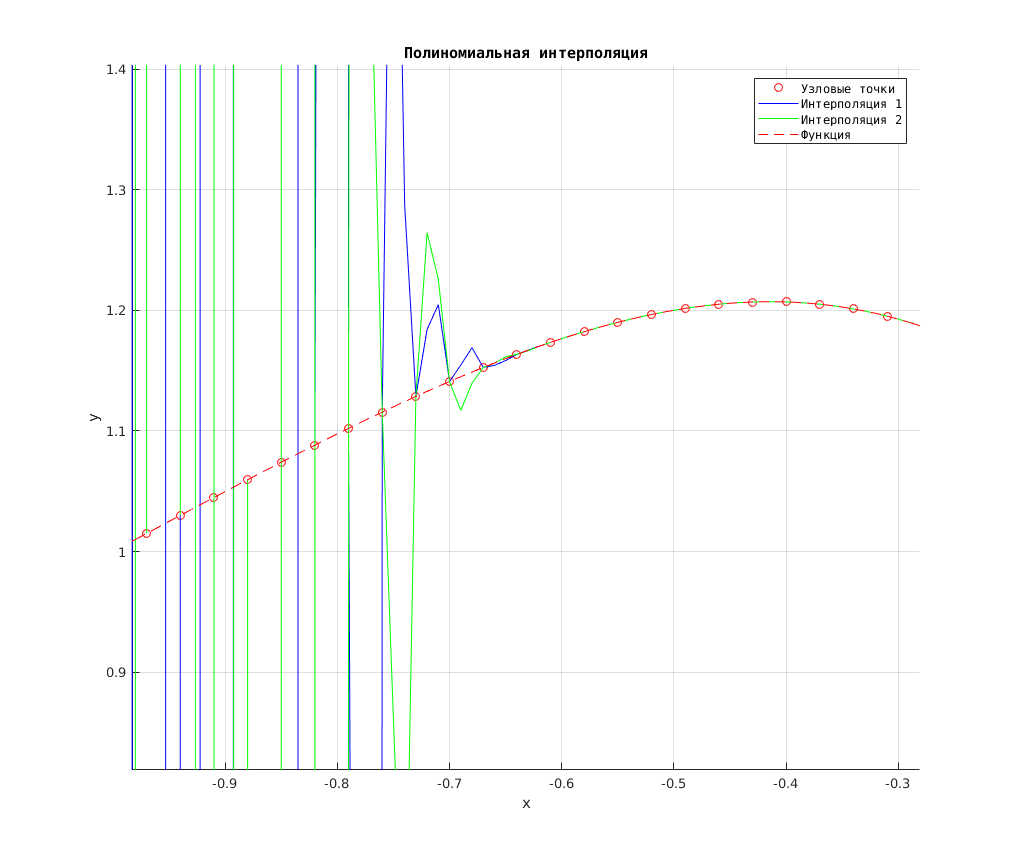 Полиномиальная интерполяция
Узловые точки
Интерполяция 1
Интерполяция 2
Функция
1.4
1.3
1.2
1.1
1
0.9
y
-0.9 -0.8 -0.7 -0.6 -0.5 -0.4 -0.3
x